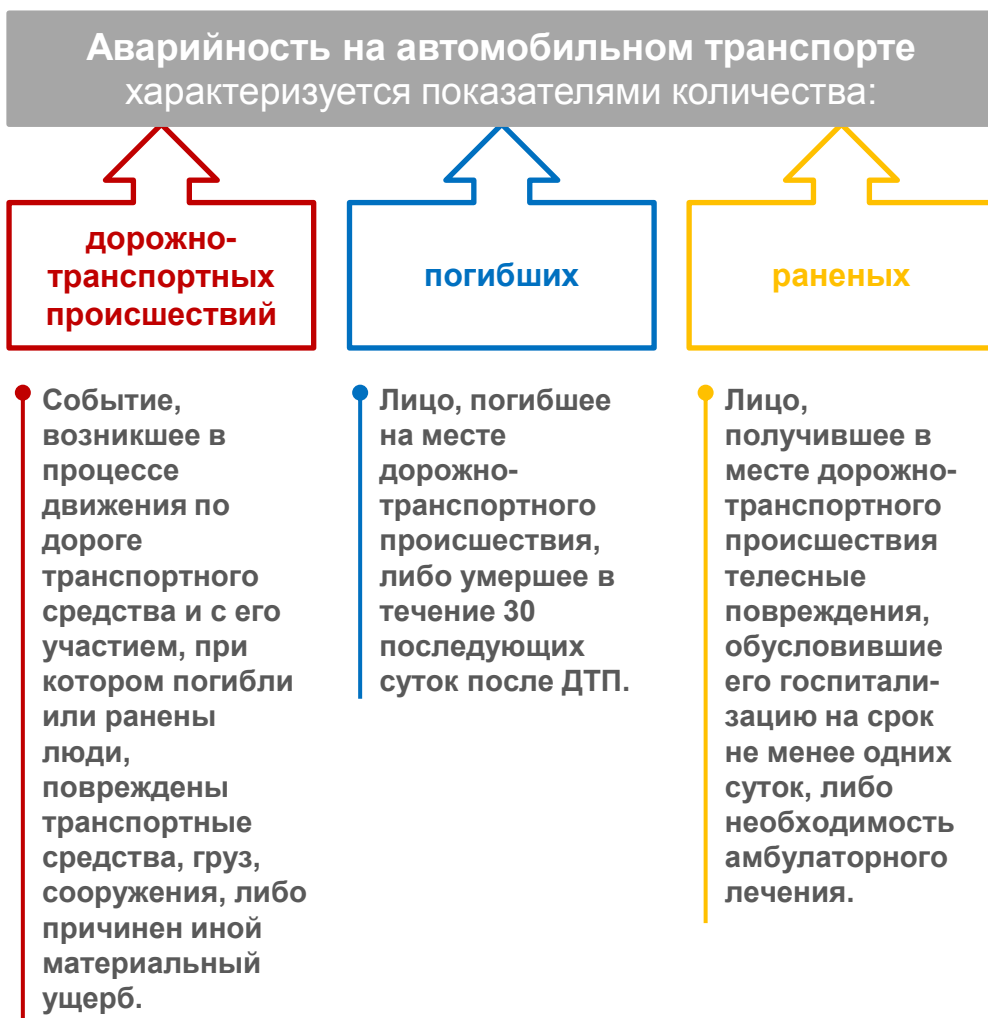 Аварийность на автомобильном транспорте
характеризуется показателями количества:
дорожно-
транспортных
происшествий
погибших
раненых
Событие,
возникшее в
процессе
движения по
дороге
транспортного
средства и с его
участием, при
котором погибли
или ранены
люди,
повреждены
транспортные
средства, груз,
сооружения, либо
причинен иной
материальный
ущерб.
Лицо, погибшее
на месте
дорожно-
транспортного
происшествия,
либо умершее в
течение 30
последующих
суток после ДТП.
Лицо,
получившее в
месте дорожно-
транспортного
происшествия
телесные
повреждения,
обусловившие
его госпитали-
зацию на срок
не менее одних
суток, либо
необходимость
амбулаторного
лечения.